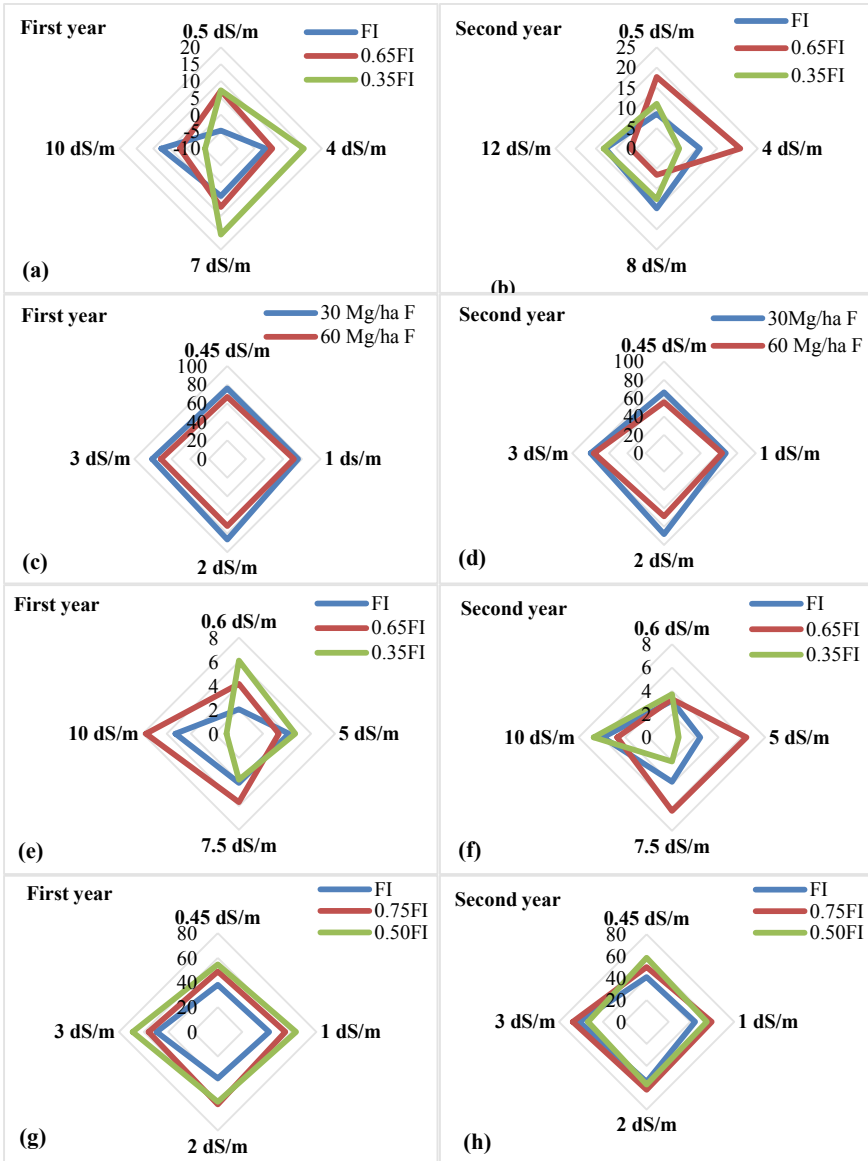 First year
0.5 dS/m
FI
0.65FI
0.35FI
20
15
10
5
0
-5
-10
10 dS/m
4 dS/m
7 dS/m
(a)
Second year
0.5 dS/m
FI
0.65FI
0.35FI
25
20
15
10
5
0
12 dS/m
4 dS/m
8 dS/m
(b)
First year
30 Mg/ha F
60 Mg/ha F
0.45 dS/m
100
80
60
40
20
0
3 dS/m
1 ds/m
2 dS/m
(c)
Second year
30Mg/ha F
60 Mg/ha F
0.45 dS/m
100
80
60
40
20
0
3 dS/m
1 dS/m
2 dS/m
(d)
First year
FI
0.65FI
0.35FI
0.6 dS/m
8
6
4
2
0
10 dS/m
5 dS/m
7.5 dS/m
(e)
Second year
FI
0.65FI
0.35FI
0.6 dS/m
8
6
4
2
0
10 dS/m
5 dS/m
7.5 dS/m
(f)
First year
FI
0.75FI
0.50FI
0.45 dS/m
80
60
40
20
0
3 dS/m
1 dS/m
2 dS/m
(g)
Second year
FI
0.75FI
0.50FI
0.45 dS/m
80
60
40
20
0
3 dS/m
1 dS/m
2 dS/m
(h)